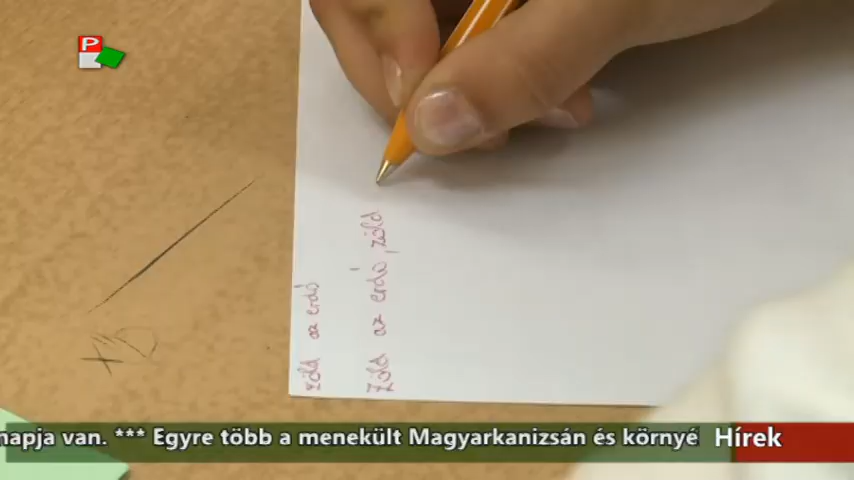 P
zöld az erdő
Zöld az erdő, zöld
napja van. *** Egyre több a menekült Magyarkanizsán és környé
Hírek